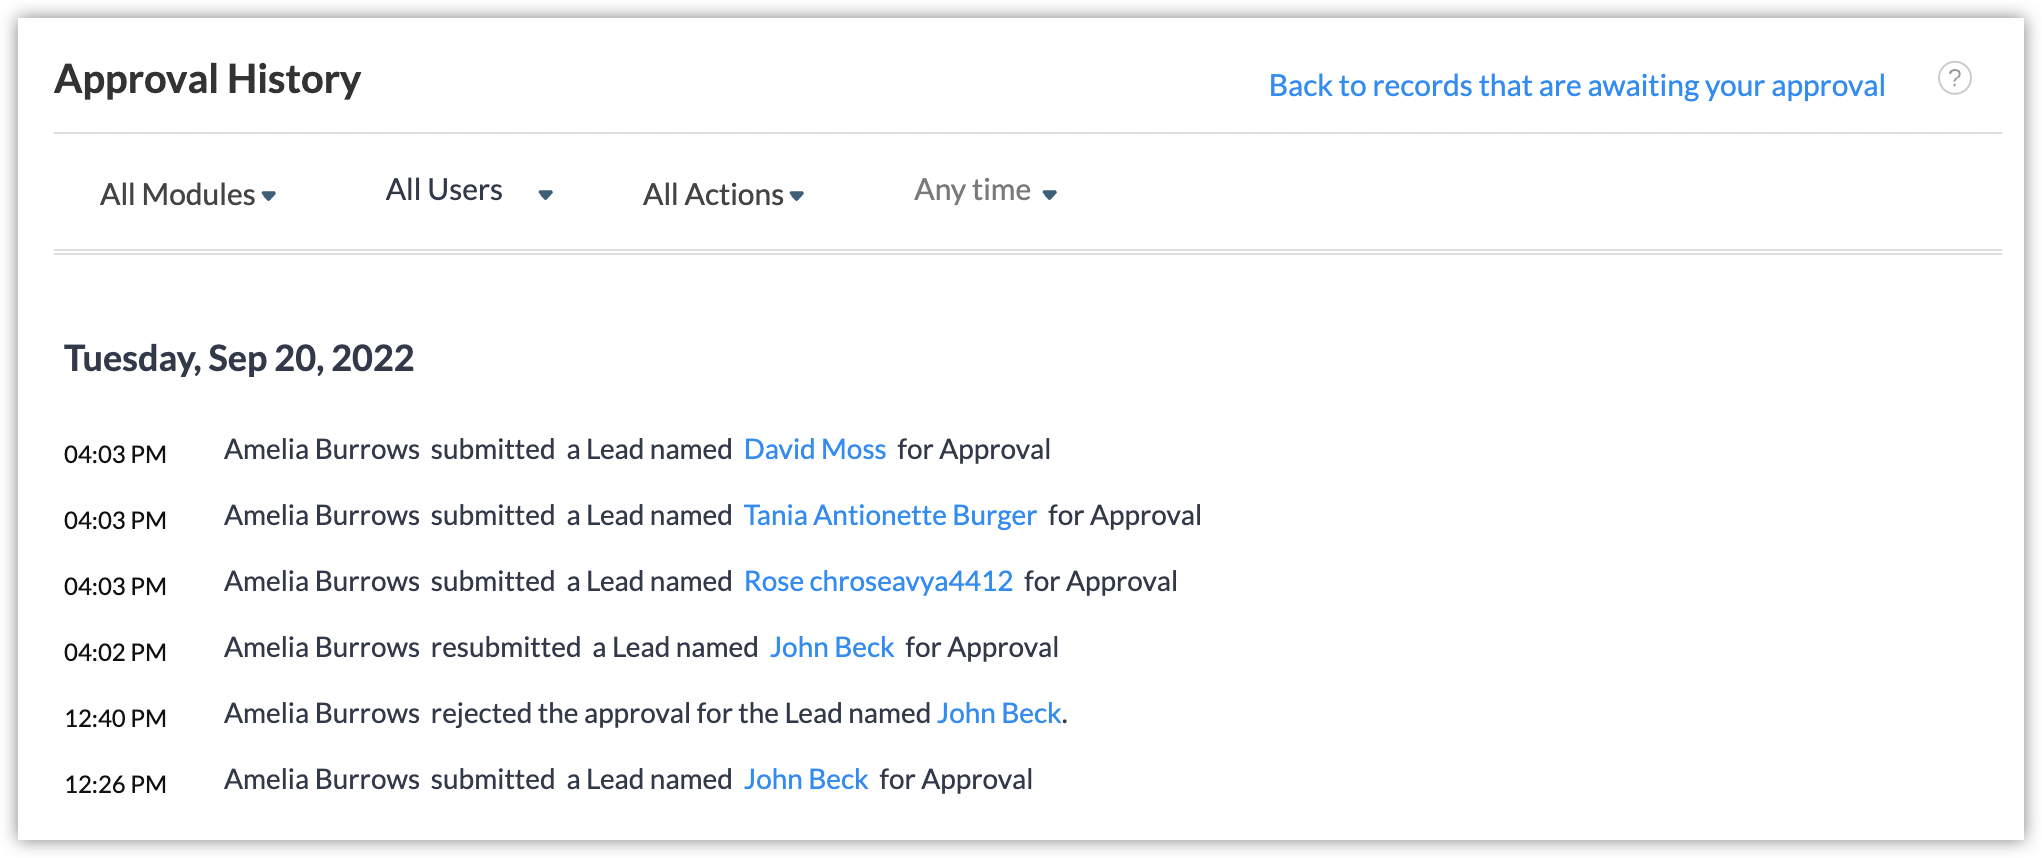 Approval History
Back to records that are awaiting your approval
?
All Modules All Users All Actions Any time
Tuesday, Sep 20, 2022
04:03 PM Amelia Burrows submitted a Lead named David Moss for Approval
04:03 PM Amelia Burrows submitted a Lead named Tania Antionette Burger for Approval
04:03 PM Amelia Burrows submitted a Lead named Rose chroseavya4412 for Approval
04:02 PM Amelia Burrows resubmitted a Lead named John Beck for Approval
12:40 PM Amelia Burrows rejected the approval for the Lead named John Beck.
12:26 PM Amelia Burrows submitted a Lead named John Beck for Approval